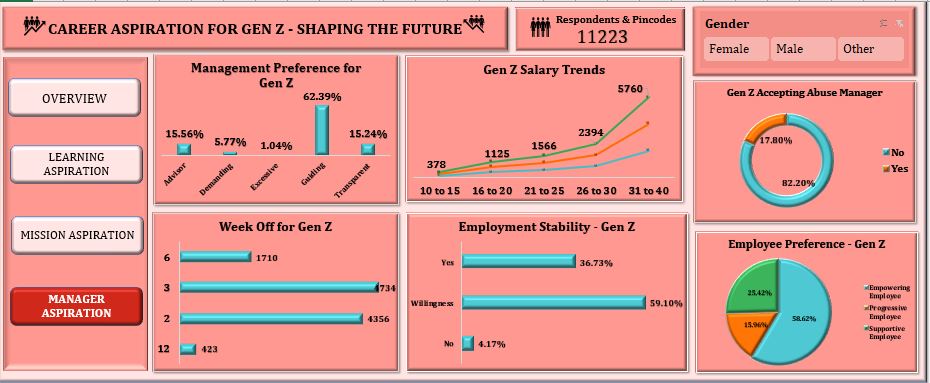 CAREER ASPIRATION FOR GEN Z - SHAPING THE FUTURE
Respondents & Pincodes
11223
Gender
Female
Male
Other
OVERVIEW
LEARNING
ASPIRATION
MISSION ASPIRATION
MANAGER
ASPIRATION
Management Preference for
Gen Z
15.56%
5.77%
1.04%
62.39%
15.24%
Advisor
Demanding
Excessive
Guiding
Transparent
Gen Z Salary Trends
378
1125
1566
2394
5760
10 to 15
16 to 20
21 to 25
26 to 30
31 to 40
Gen Z Accepting Abuse Manager
17.80%
82.20%
No
Yes
Week Off for Gen Z
6
1710
3
734
2
4356
12
423
Employment Stability - Gen Z
Yes
36.73%
Willingness
59.10%
No
4.17%
Employee Preference - Gen Z
25.42%
15.96%
58.62%
Empowering
Employee
Progressive
Employee
Supportive
Employee